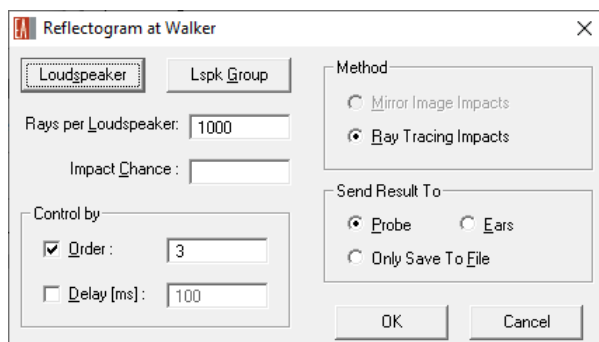 Reflectogram at Walker
Loudspeaker
Lspk Group
Rays per Loudspeaker: 1000
Impact Chance :
Control by
Order : 3
Delay [ms] : 100
Method
Mirror Image Impacts
Ray Tracing Impacts
Send Result To
Probe Ears
Only Save To File
OK
Cancel